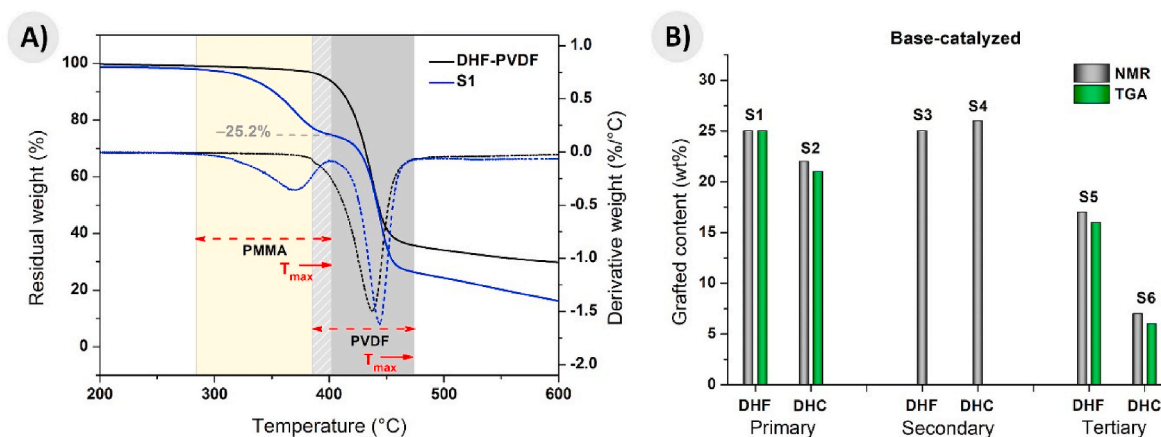 A)
DHF-PVDF
S1
100
80
60
40
20
0
Residual weight (%)
–25.2%
PMMA
Tmax
PVDF
Tmax
1.0
0.5
0.0
-0.5
-1.0
-1.5
-2.0
Derivative weight (%/°C)
200 300 400 500 600
Temperature (°C)
B)
Base-catalyzed
NMR
TGA
30
25
20
15
10
5
0
Grafted content (wt%)
S1
S2
S3
S4
S5
S6
DHF DHC DHF DHC DHF DHC
Primary Secondary Tertiary